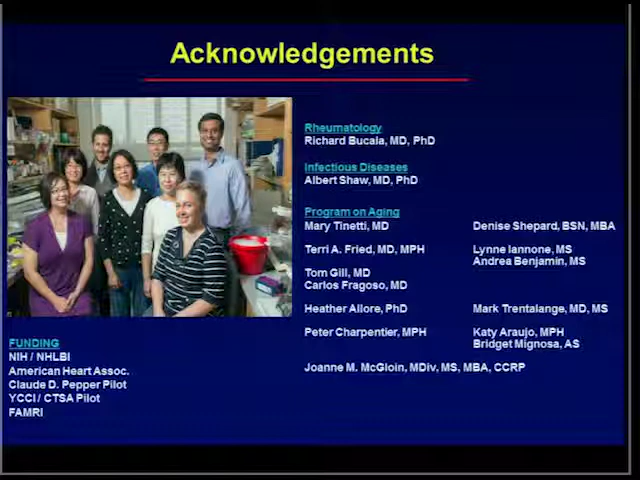 Acknowledgements
Rheumatology
Richard Bucala, MD, PhD
Infectious Diseases
Albert Shaw, MD, PhD
Program on Aging
Mary Tinetti, MD
Denise Shepard, BSN, MBA
Terri A. Fried, MD, MPH
Lynne Iannone, MS
Andrea Benjamin, MS
Tom Gill, MD
Carlos Fragoso, MD
Heather Allore, PhD
Mark Trentalange, MD, MS
Peter Charpentier, MPH
Katy Araujo, MPH
Bridget Mignosa, AS
Joanne M. McGloin, MDiv, MS, MBA, CCRP
FUNDING
NIH / NHLBI
American Heart Assoc.
Claude D. Pepper Pilot
YCCI / CTSA Pilot
FAMRI